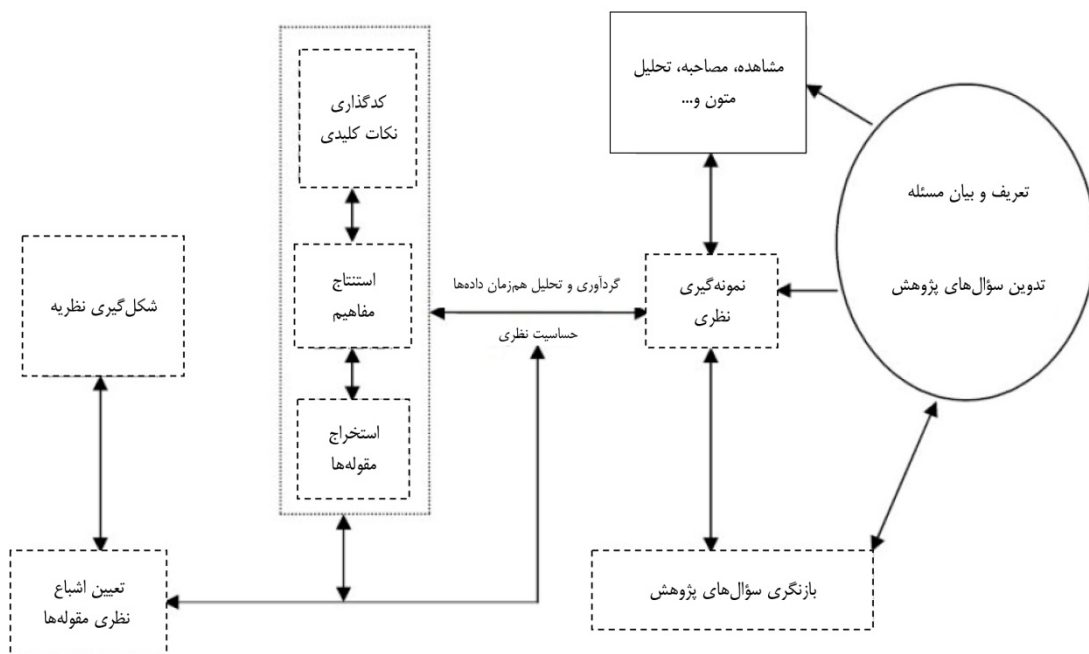 مشاهده، مصاحبه، تحلیل
متون و...
تعریف و بیان مسئله
تدوین سؤال‌های پژوهش
نمونه‌گیری
نظری
بازنگری سؤال‌های پژوهش
گردآوری و تحلیل هم‌زمان داده‌ها
حساسیت نظری
کدگذاری
نکات کلیدی
استنتاج
مفاهیم
استخراج
مقوله‌ها
شکل‌گیری نظریه
تعیین اشباع
نظری مقوله‌ها